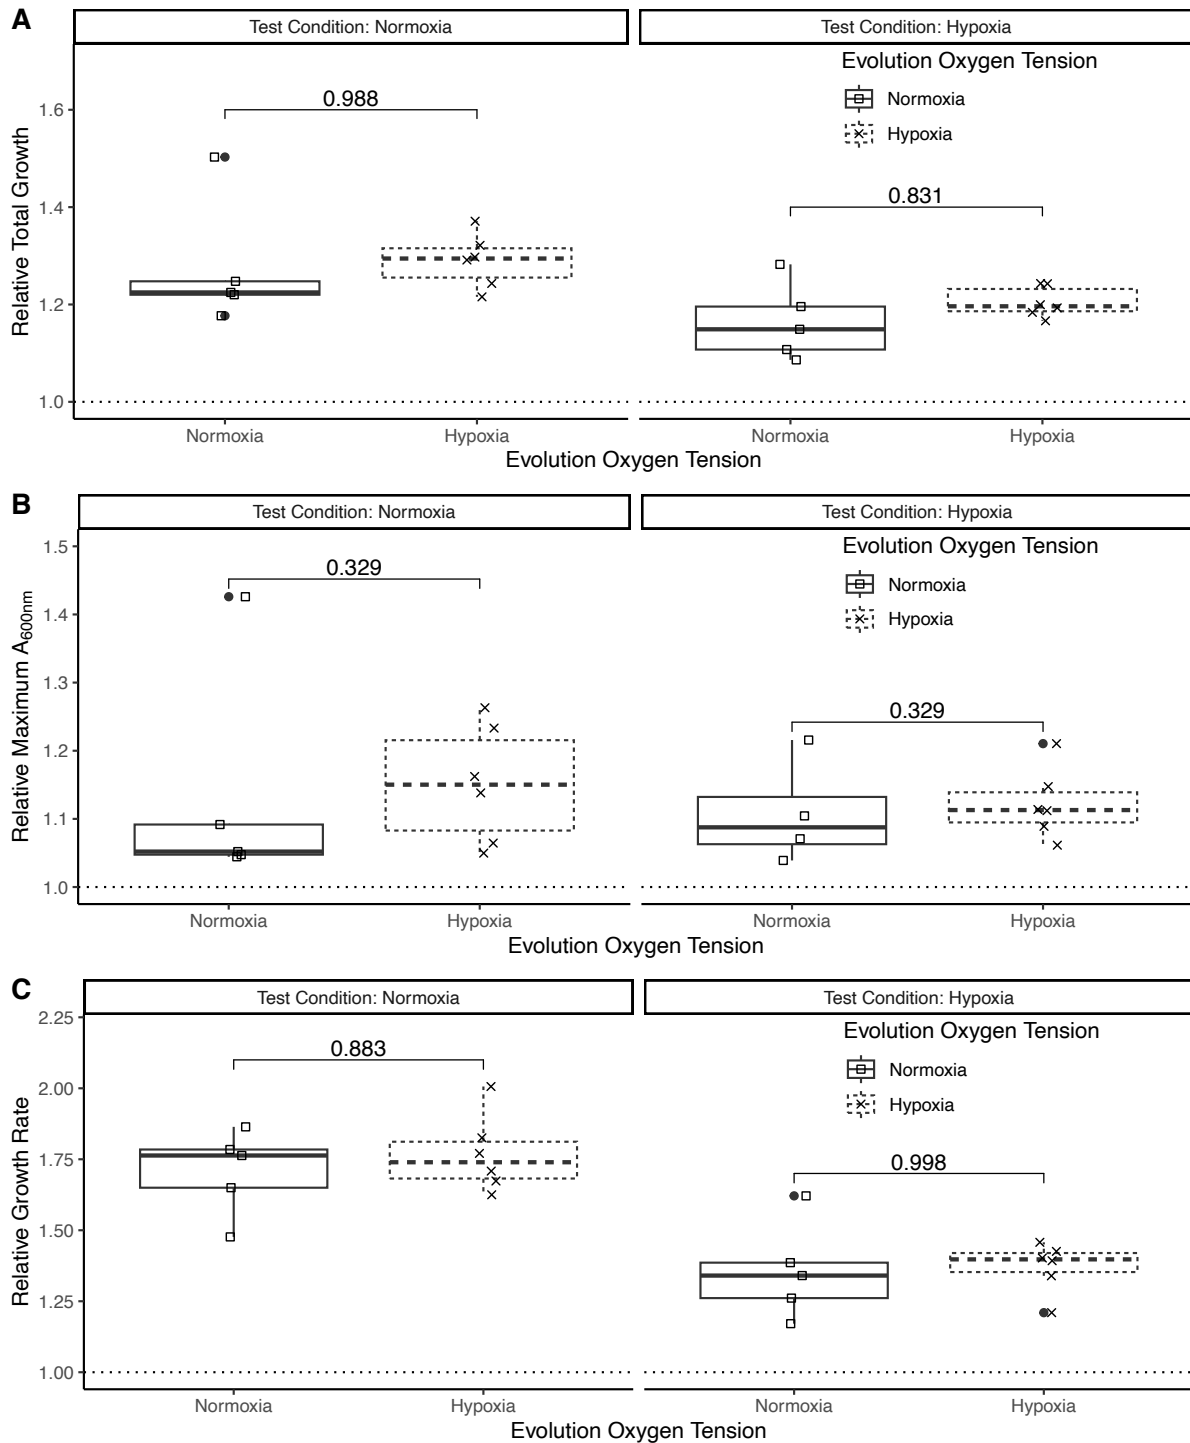 A
Test Condition: Normoxia
Test Condition: Hypoxia
Evolution Oxygen Tension
Normoxia
Hypoxia
0.988
0.831
Relative Total Growth
1.6
1.4
1.2
1.0
Normoxia
Hypoxia
Normoxia
Hypoxia
Evolution Oxygen Tension
B
Test Condition: Normoxia
Test Condition: Hypoxia
Evolution Oxygen Tension
Normoxia
Hypoxia
0.329
0.329
Relative Maximum A600nm
1.5
1.4
1.3
1.2
1.1
1.0
Normoxia
Hypoxia
Normoxia
Hypoxia
Evolution Oxygen Tension
C
Test Condition: Normoxia
Test Condition: Hypoxia
Evolution Oxygen Tension
Normoxia
Hypoxia
0.883
0.998
Relative Growth Rate
2.25
2.00
1.75
1.50
1.25
1.00
Normoxia
Hypoxia
Normoxia
Hypoxia
Evolution Oxygen Tension